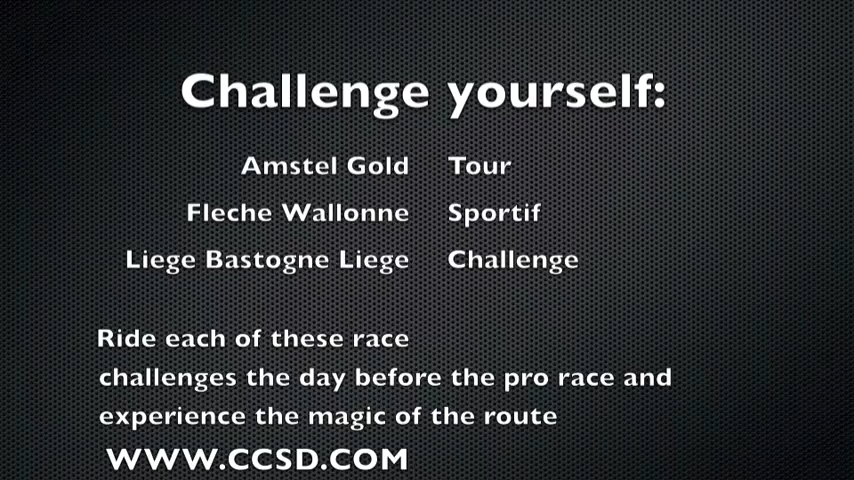 Challenge yourself:
Amstel Gold Tour
Fleche Wallonne Sportif
Liege Bastogne Liege Challenge
Ride each of these race
challenges the day before the pro race and
experience the magic of the route
WWW.CCSD.COM